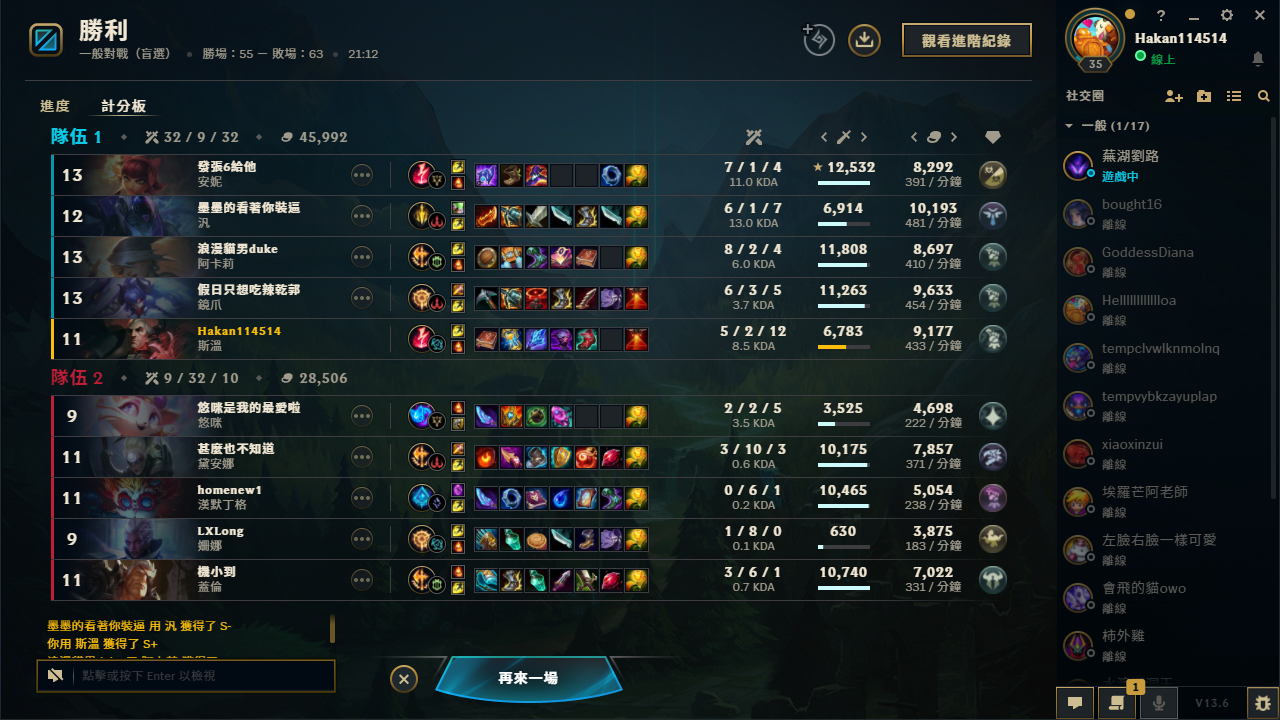 勝利
一般對戰（盲選） ● 勝場：55 － 敗場：63 ● 21:12
觀看進階紀錄
進度 計分板
隊伍 1 32 / 9 / 32 45,992
13 發張6給他 7 / 1 / 4 12,532 8,292
安妮 11.0 KDA 391 / 分鐘
12 墨墨的看著你裝逼 6 / 1 / 7 6,914 10,193
汎 13.0 KDA 481 / 分鐘
13 浪漫貓男duke 8 / 2 / 4 11,808 8,697
阿卡莉 6.0 KDA 410 / 分鐘
13 假日只想吃辣乾郭 6 / 3 / 5 11,263 9,633
鏡爪 3.7 KDA 454 / 分鐘
11 Hakan114514 5 / 2 / 12 6,783 9,177
斯溫 8.5 KDA 433 / 分鐘
隊伍 2 9 / 32 / 10 28,506
9 悠咪是我的最愛啦 2 / 2 / 5 3,525 4,698
悠咪 3.5 KDA 222 / 分鐘
11 甚麼也不知道 3 / 10 / 3 10,175 7,857
黛安娜 0.6 KDA 371 / 分鐘
11 homenew1 0 / 6 / 1 10,465 5,054
漢默丁格 0.2 KDA 238 / 分鐘
9 LXLong 1 / 8 / 0 630 3,875
姍娜 0.1 KDA 183 / 分鐘
11 機小到 3 / 6 / 1 10,740 7,022
蓋倫 0.7 KDA 331 / 分鐘
墨墨的看著你裝逼 用 汎 獲得了 S-
你用 斯溫 獲得了 S+
點擊或按下 Enter 以檢視
再來一場
?
Hakan114514
35 線上
社交圈
一般 (1/17)
蕪湖劉路
遊戲中
bought16
離線
GoddessDiana
離線
Hellllllllllllloa
離線
tempclvwlknmolnq
離線
tempvybkzayuplap
離線
xiaoxinzui
離線
埃羅芒阿老師
離線
左臉右臉一樣可愛
離線
會飛的貓owo
離線
柿外雞
離線
1
V13.6